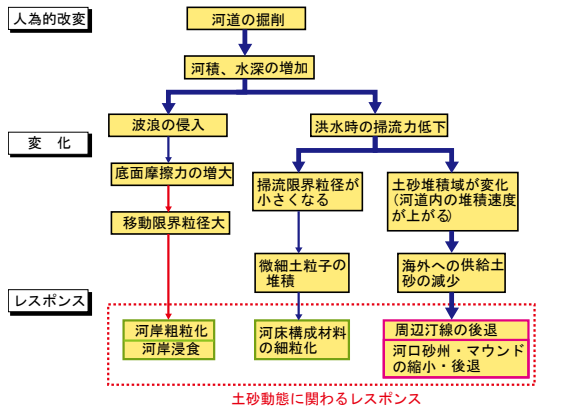 人為的改変
河道の掘削
河積、水深の増加
波浪の侵入
洪水時の掃流力低下
変　化
底面摩擦力の増大
掃流限界粒径が
小さくなる
土砂堆積域が変化
(河道内の堆積速度
が上がる)
移動限界粒径大
微細土粒子の
堆積
海外への供給土
砂の減少
レスポンス
河岸粗粒化
河岸浸食
河床構成材料
の細粒化
周辺汀線の後退
河口砂州・マウンド
の縮小・後退
土砂動態に関わるレスポンス